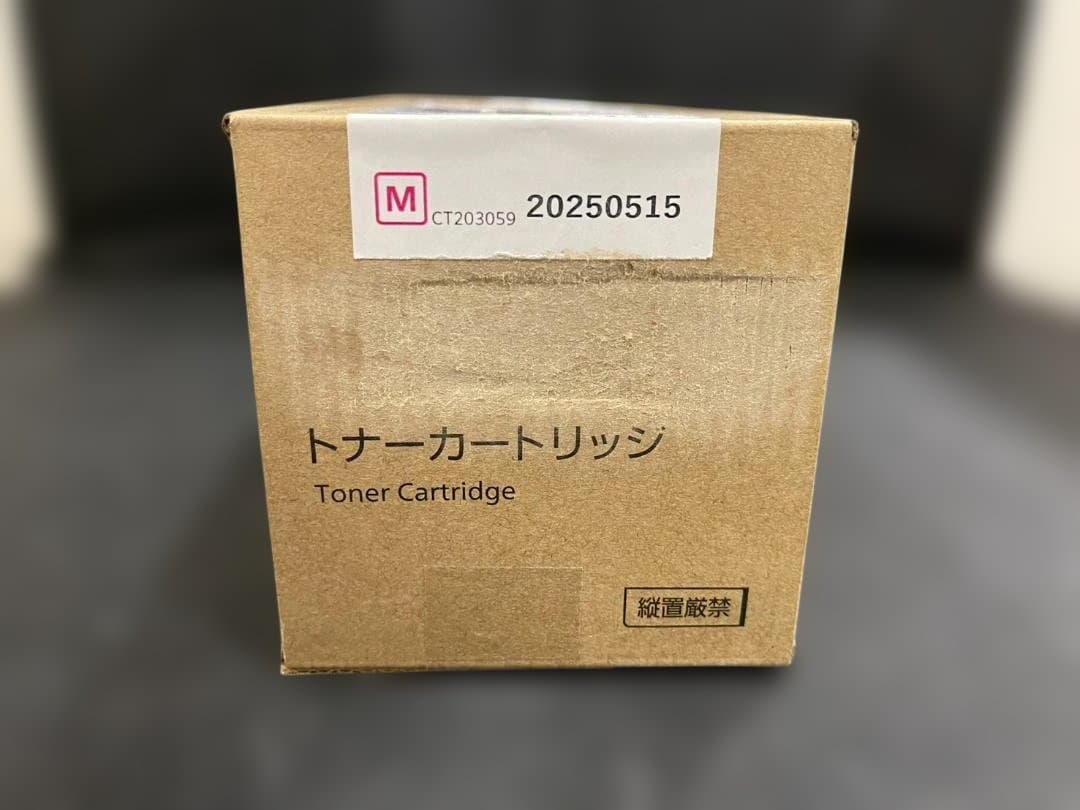 M CT203059 20250515
トナーカートリッジ
Toner Cartridge
縦置厳禁